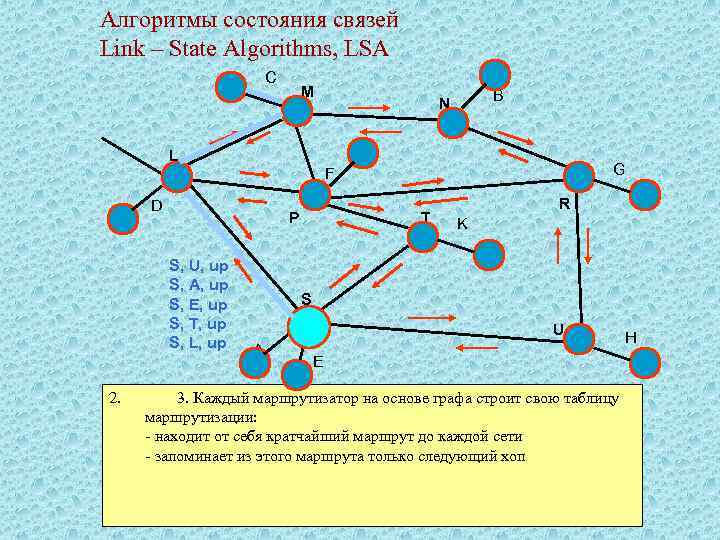 Алгоритмы состояния связей
Link – State Algorithms, LSA
C
M
N
B
L
F
G
D
P
T
K
R
S, U, up
S, A, up
S, E, up
S, T, up
S, L, up
S
U
H
A
E
2. 3. Каждый маршрутизатор на основе графа строит свою таблицу
маршрутизации:
- находит от себя кратчайший маршрут до каждой сети
- запоминает из этого маршрута только следующий хоп